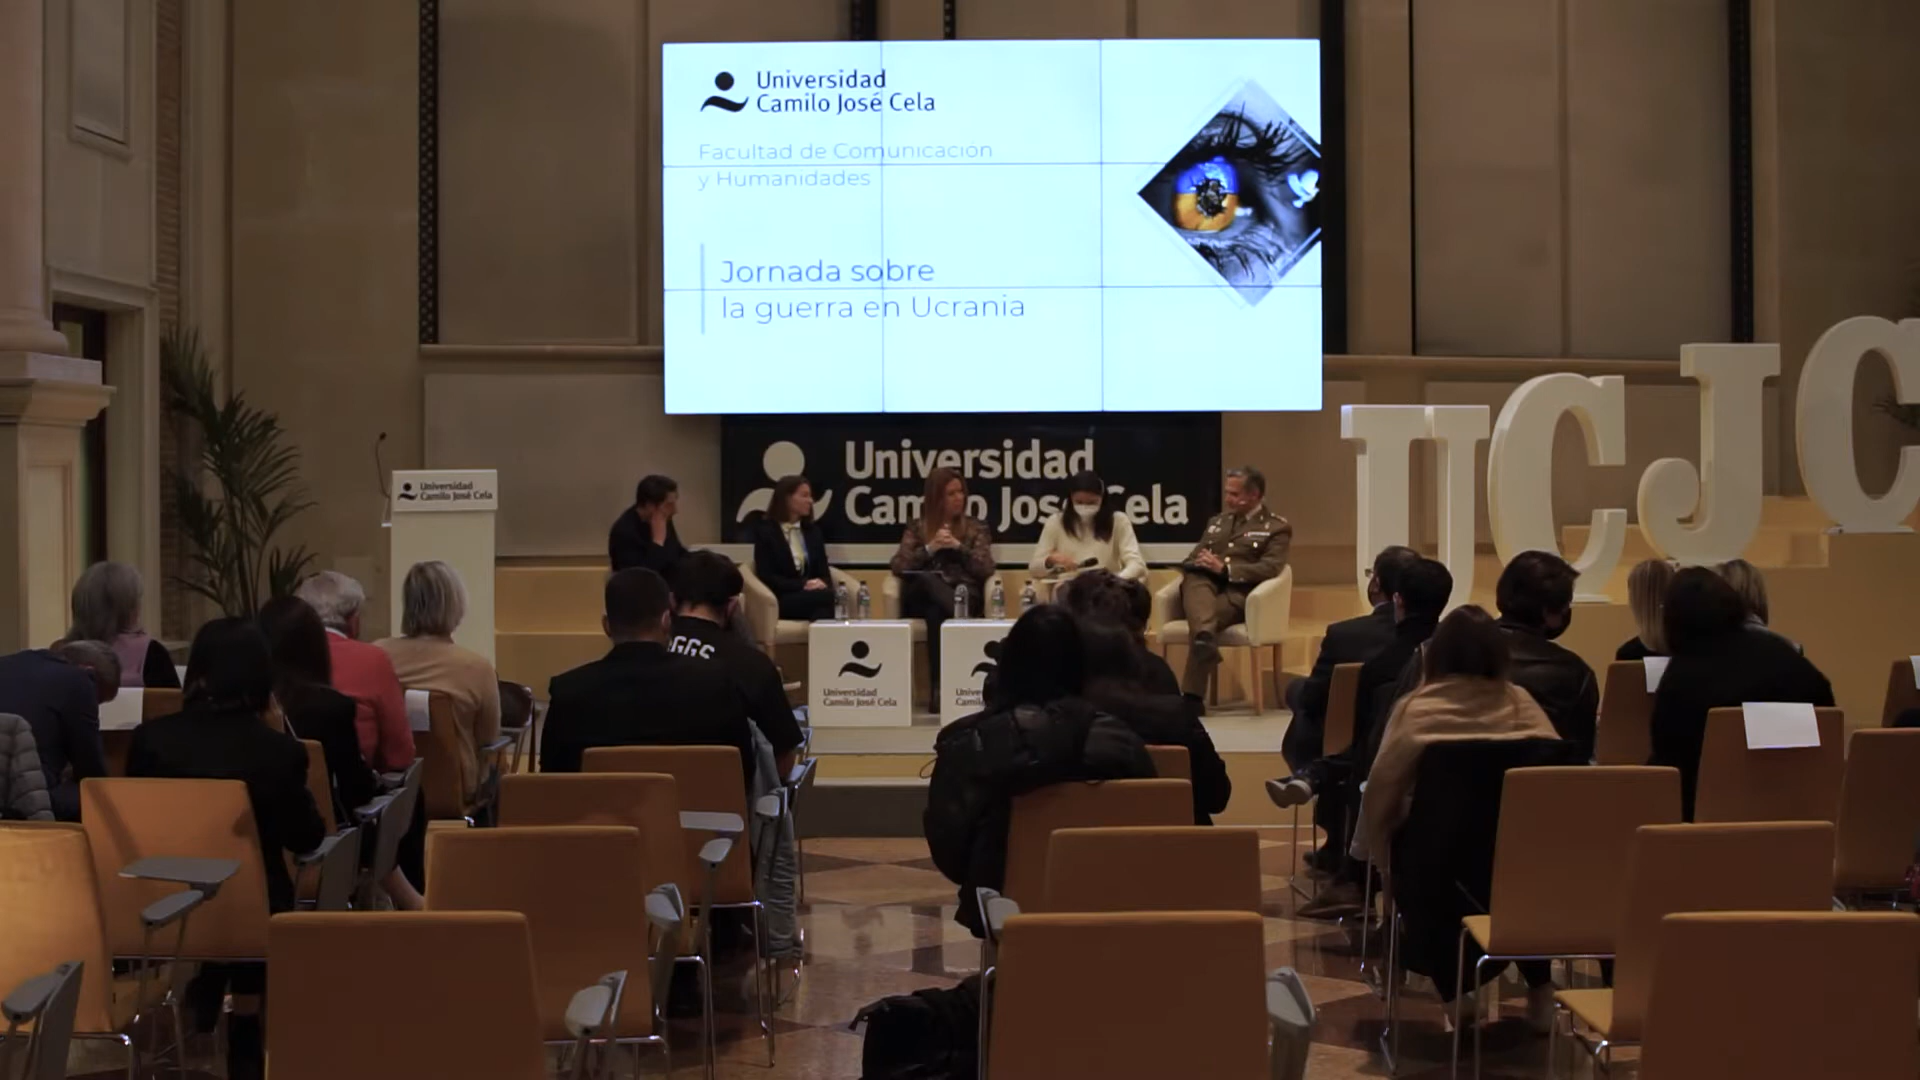 Universidad
Camilo José Cela
Facultad de Comunicación
y Humanidades
Jornada sobre
la guerra en Ucrania
Universidad
Camilo José Cela
UCJC
Universidad
Camilo José Cela
Universidad
Camilo José Cela